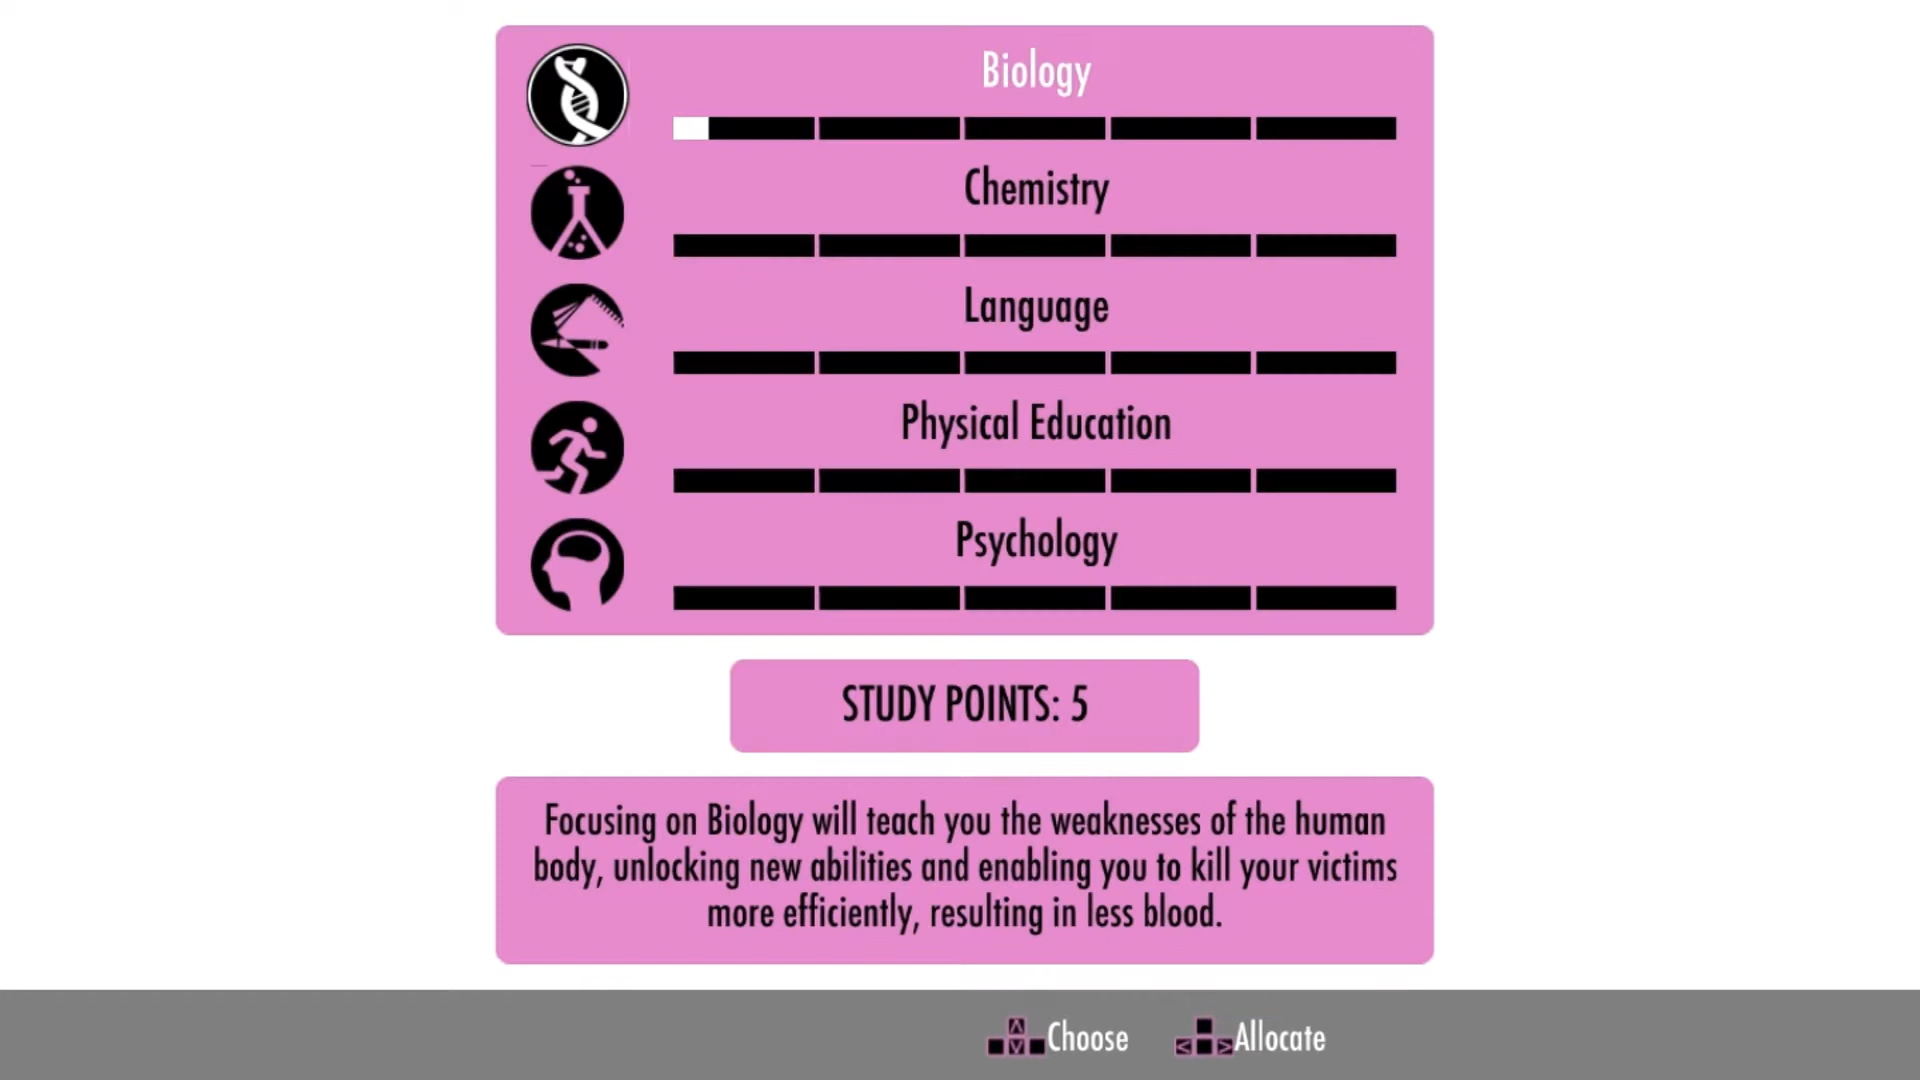 Biology
Chemistry
Language
Physical Education
Psychology
STUDY POINTS: 5
Focusing on Biology will teach you the weaknesses of the human
body, unlocking new abilities and enabling you to kill your victims
more efficiently, resulting in less blood.
Choose
Allocate